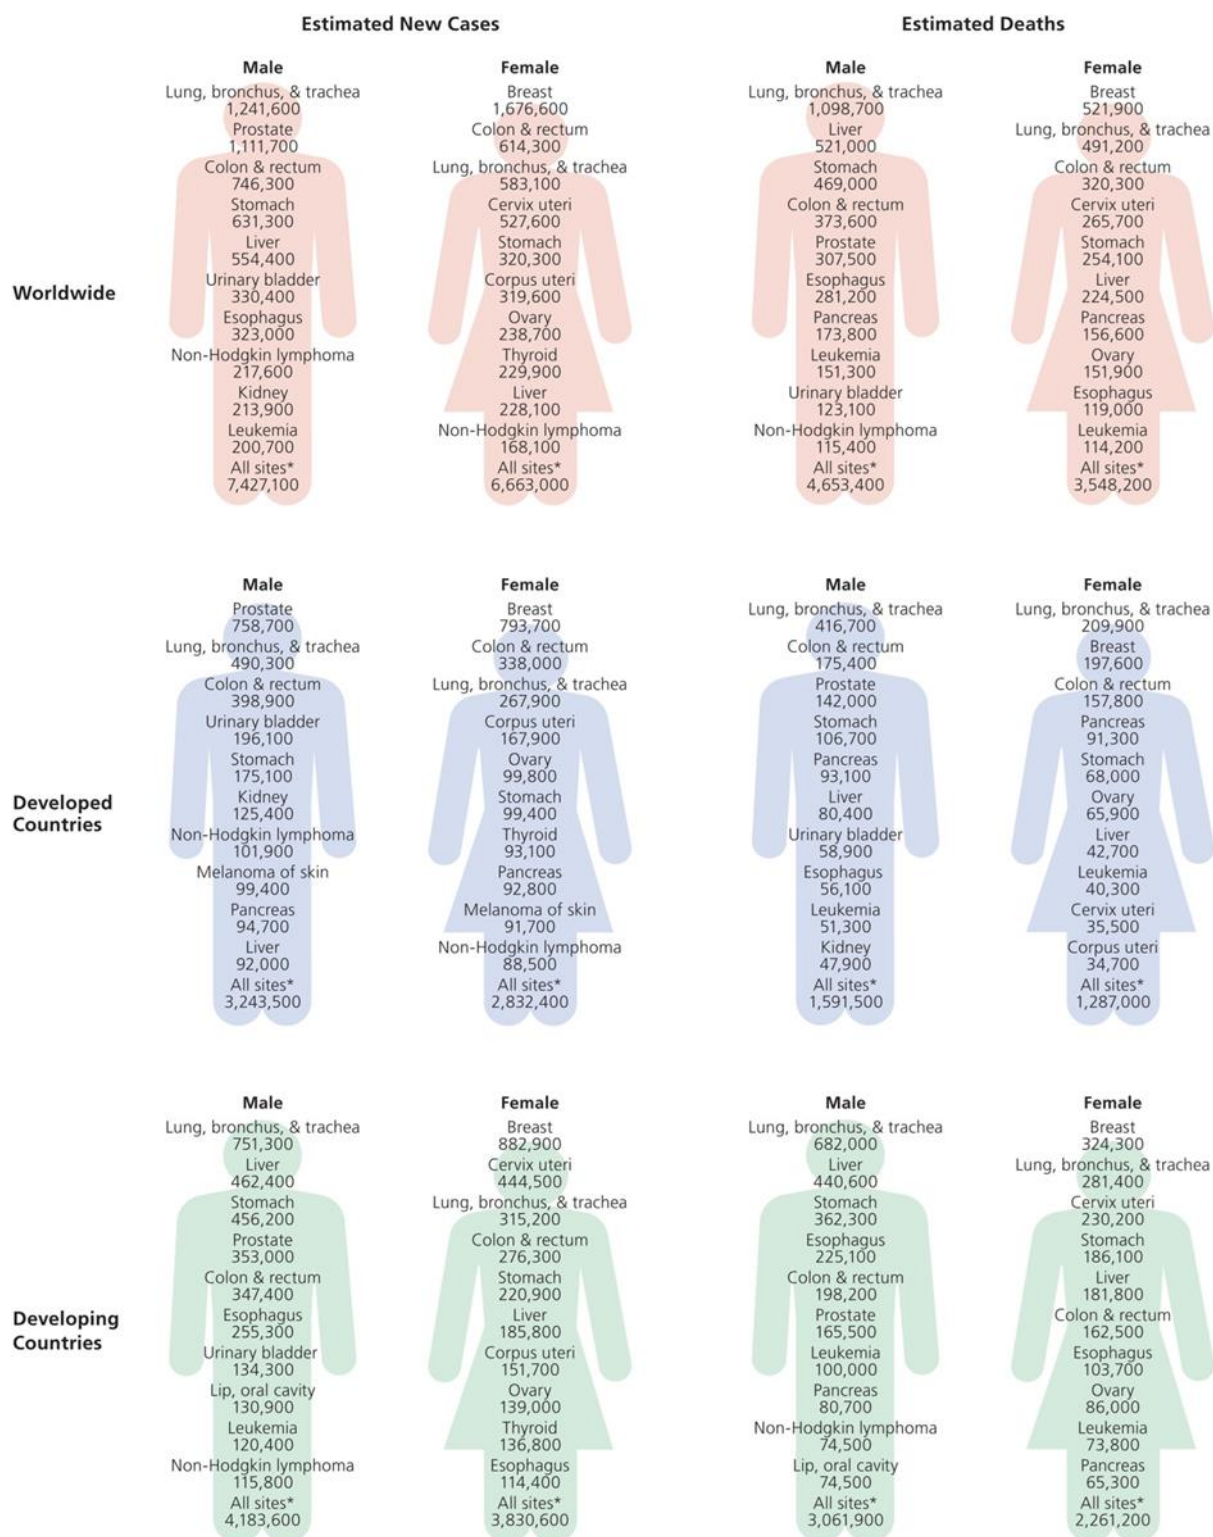 Estimated New Cases
Estimated Deaths
Worldwide
Male
Lung, bronchus, & trachea
1,241,600
Prostate
1,111,700
Colon & rectum
746,300
Stomach
631,300
Liver
554,400
Urinary bladder
330,400
Esophagus
323,000
Non-Hodgkin lymphoma
217,600
Kidney
213,900
Leukemia
200,700
All sites*
7,427,100
Female
Breast
1,676,600
Colon & rectum
614,300
Lung, bronchus, & trachea
583,100
Cervix uteri
527,600
Stomach
320,300
Corpus uteri
319,600
Ovary
238,700
Thyroid
229,900
Liver
228,100
Non-Hodgkin lymphoma
168,100
All sites*
6,663,000
Male
Lung, bronchus, & trachea
1,098,700
Liver
521,000
Stomach
469,000
Colon & rectum
373,600
Prostate
307,500
Esophagus
281,200
Pancreas
173,800
Leukemia
151,300
Urinary bladder
123,100
Non-Hodgkin lymphoma
115,400
All sites*
4,653,400
Female
Breast
521,900
Lung, bronchus, & trachea
491,200
Colon & rectum
320,300
Cervix uteri
265,700
Stomach
254,100
Liver
224,500
Pancreas
156,600
Ovary
151,900
Esophagus
119,000
Leukemia
114,200
All sites*
3,548,200
Developed
Countries
Male
Prostate
758,700
Lung, bronchus, & trachea
490,300
Colon & rectum
398,900
Urinary bladder
196,100
Stomach
175,100
Kidney
125,400
Non-Hodgkin lymphoma
101,900
Melanoma of skin
99,400
Pancreas
94,700
Liver
92,000
All sites*
3,243,500
Female
Breast
793,700
Colon & rectum
338,000
Lung, bronchus, & trachea
267,900
Corpus uteri
167,900
Ovary
99,800
Stomach
99,400
Thyroid
93,100
Pancreas
92,800
Melanoma of skin
91,700
Non-Hodgkin lymphoma
88,500
All sites*
2,832,400
Male
Lung, bronchus, & trachea
416,700
Colon & rectum
175,400
Prostate
142,000
Stomach
106,700
Pancreas
93,100
Liver
80,400
Urinary bladder
58,900
Esophagus
56,100
Leukemia
51,300
Kidney
47,900
All sites*
1,591,500
Female
Lung, bronchus, & trachea
209,900
Breast
197,600
Colon & rectum
157,800
Pancreas
91,300
Stomach
68,000
Ovary
65,900
Liver
42,700
Leukemia
40,300
Cervix uteri
35,500
Corpus uteri
34,700
All sites*
1,287,000
Developing
Countries
Male
Lung, bronchus, & trachea
751,300
Liver
462,400
Stomach
456,200
Prostate
353,000
Colon & rectum
347,400
Esophagus
255,300
Urinary bladder
134,300
Lip, oral cavity
130,900
Leukemia
120,400
Non-Hodgkin lymphoma
115,800
All sites*
4,183,600
Female
Breast
882,900
Cervix uteri
444,500
Lung, bronchus, & trachea
315,200
Colon & rectum
276,300
Stomach
220,900
Liver
185,800
Corpus uteri
151,700
Ovary
139,000
Thyroid
136,800
Esophagus
114,400
All sites*
3,830,600
Male
Lung, bronchus, & trachea
682,000
Liver
440,600
Stomach
362,300
Esophagus
225,100
Colon & rectum
198,200
Prostate
165,500
Leukemia
100,000
Pancreas
80,700
Non-Hodgkin lymphoma
74,500
Lip, oral cavity
74,500
All sites*
3,061,900
Female
Breast
324,300
Lung, bronchus, & trachea
281,400
Cervix uteri
230,200
Stomach
186,100
Liver
181,800
Colon & rectum
162,500
Esophagus
103,700
Ovary
86,000
Leukemia
73,800
Pancreas
65,300
All sites*
2,261,200